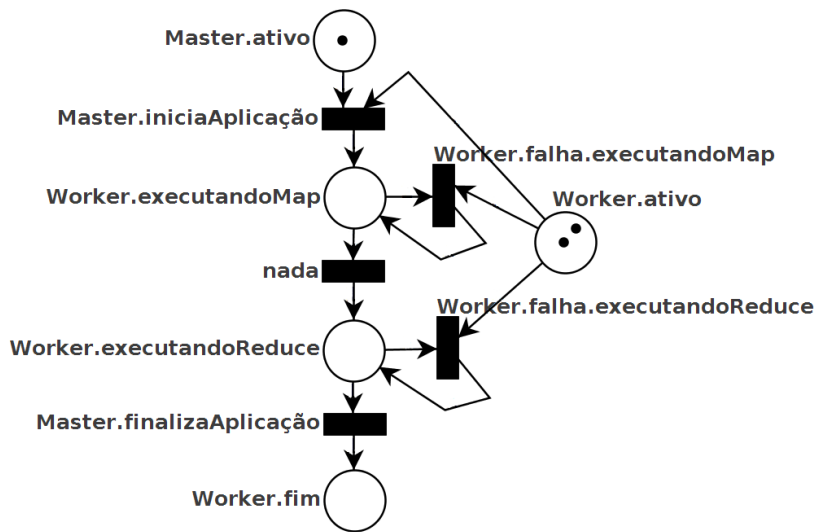 Master.ativo
Master.iniciaAplicação
Worker.falha.executandoMap
Worker.executandoMap
Worker.ativo
nada
Worker.falha.executandoReduce
Worker.executandoReduce
Master.finalizaAplicação
Worker.fim